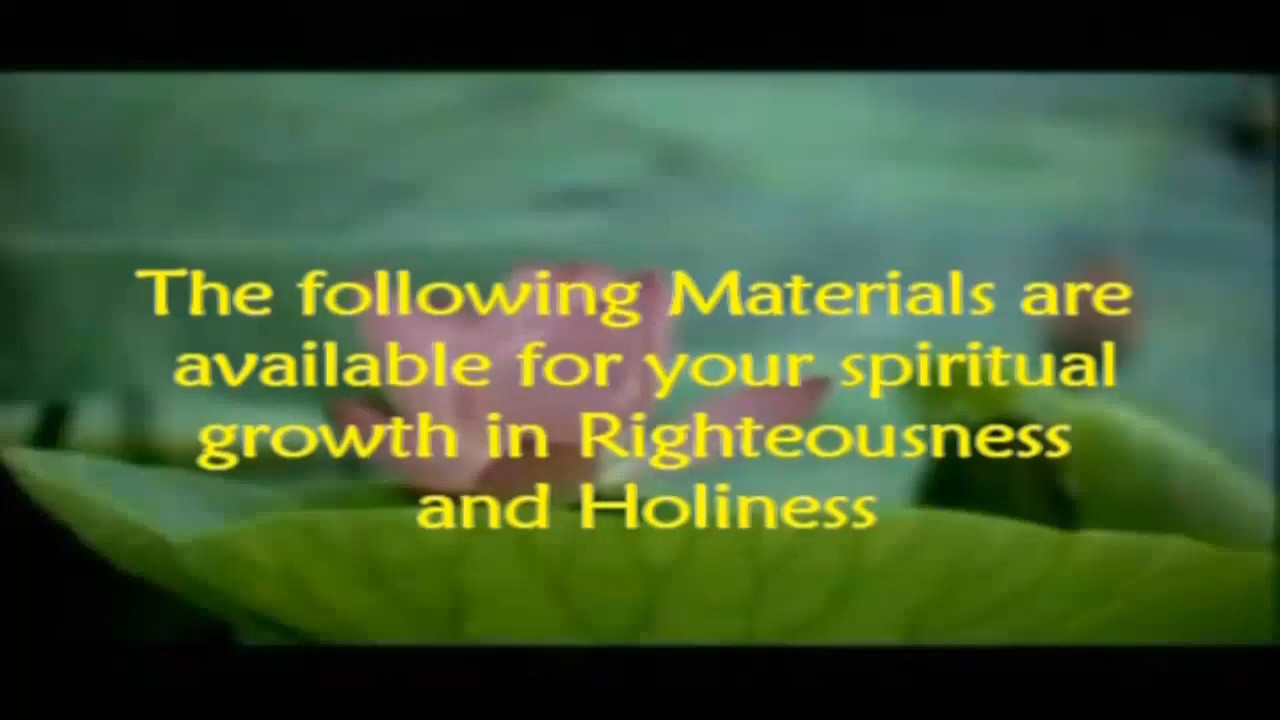 The following Materials are
available for your spiritual
growth in Righteousness
and Holiness